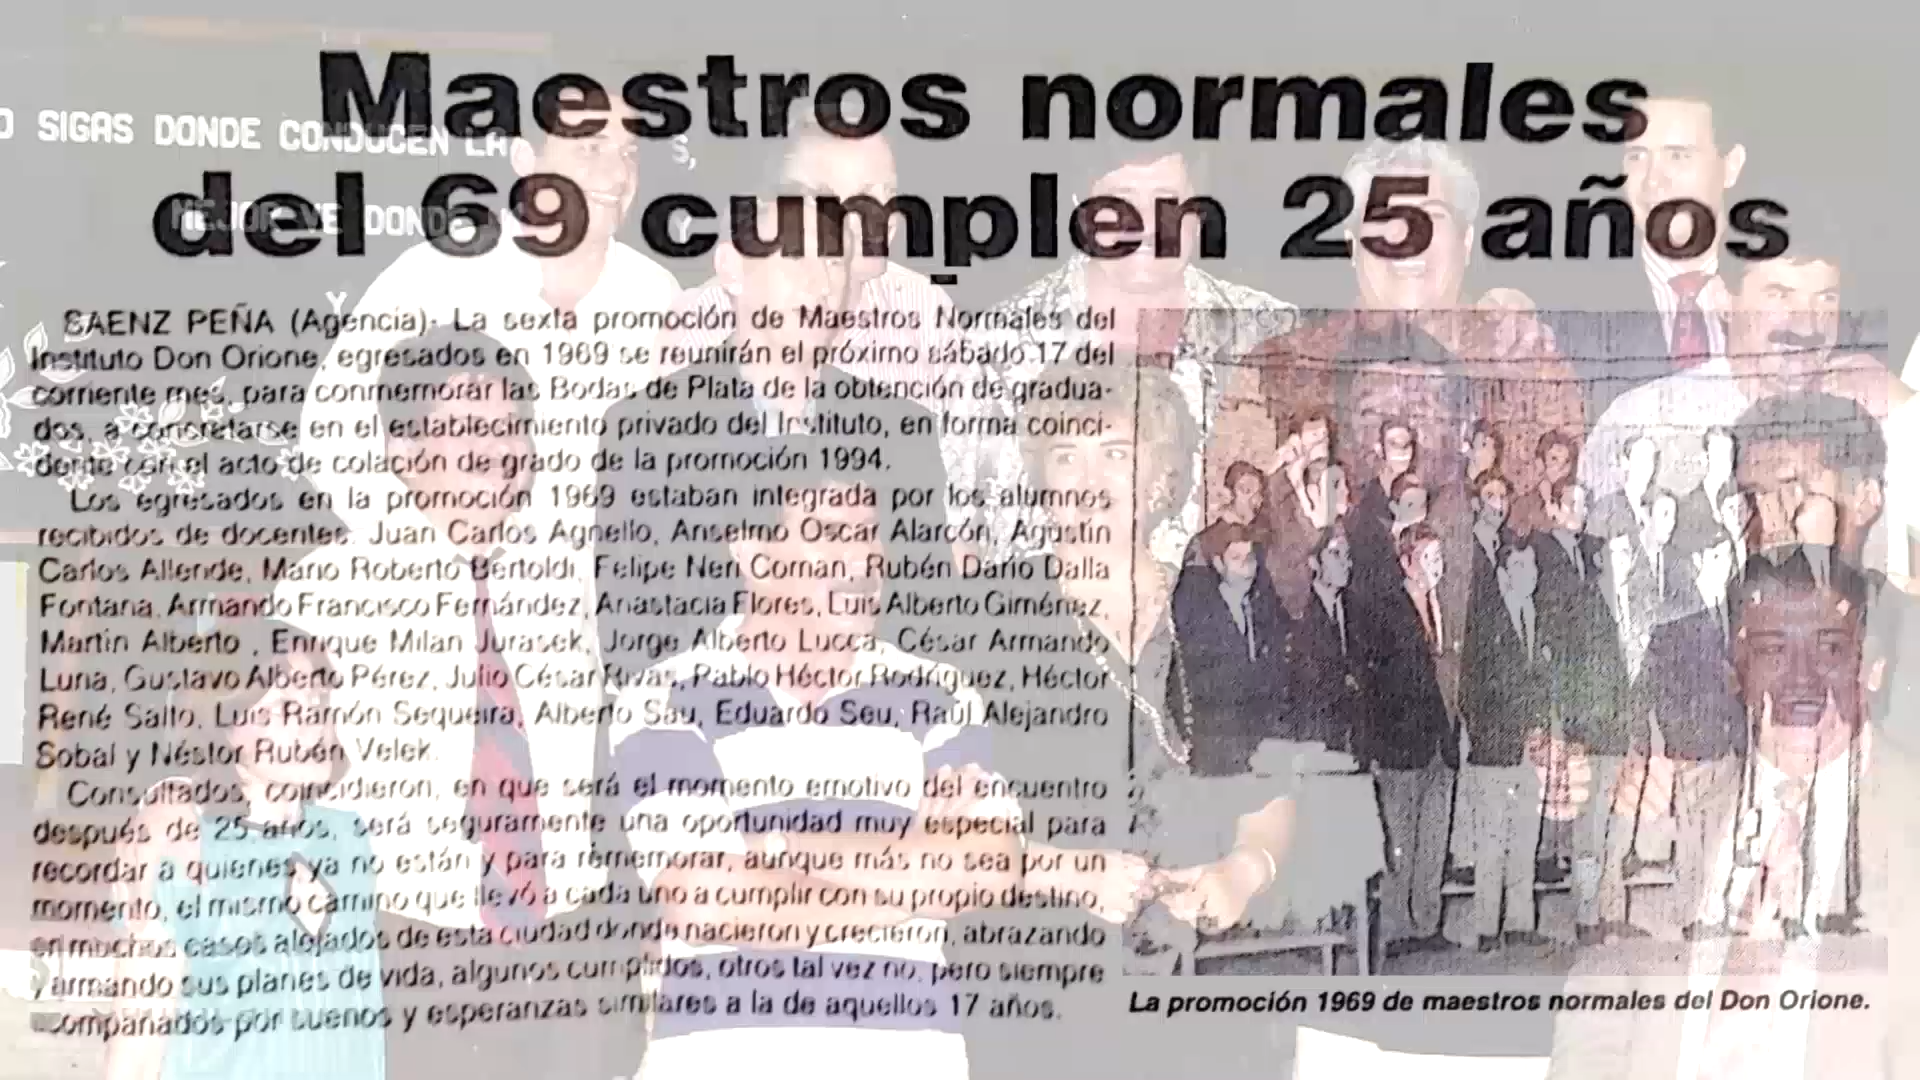 Maestros normales
del 69 cumplen 25 años
O SIGAS DONDE CONDUCEN LA S,
MEJOR VE DONDE Y
Y
SAENZ PEÑA (Agencia)- La sexta promoción de Maestros Normales del
Instituto Don Orione, egresados en 1969 se reunirán el próximo sábado 17 del
corriente mes, para conmemorar las Bodas de Plata de la obtención de gradua-
dos, a concretarse en el establecimiento privado del Instituto, en forma coinci-
dente con el acto de colación de grado de la promoción 1994.
Los egresados en la promoción 1969 estaban integrada por los alumnos
recibidos de docentes: Juan Carlos Agnello, Anselmo Oscar Alarcón, Agustín
Carlos Allende, Mario Roberto Bertoldi, Felipe Neri Coman, Rubén Darío Dalla
Fontana, Armando Francisco Fernández, Anastacia Flores, Luis Alberto Giménez,
Martin Alberto , Enrique Milan Jurasek, Jorge Alberto Lucca, César Armando
Luna, Gustavo Alberto Pérez, Julio César Rivas, Pablo Héctor Rodríguez, Héctor
René Salto, Luis Ramón Sequeira, Alberto Sau, Eduardo Seu, Raúl Alejandro
Sobal y Néstor Rubén Velek.
Consultados, coincidieron, en que será el momento emotivo del encuentro
después de 25 años, será seguramente una oportunidad muy especial para
recordar a quienes ya no están y para rememorar, aunque más no sea por un
momento, el mismo camino que llevó a cada uno a cumplir con su propio destino,
en muchos casos alejados de esta ciudad donde nacieron y crecieron, abrazando
y armando sus planes de vida, algunos cumplidos, otros tal vez no, pero siempre
acompañados por suenos y esperanzas similares a la de aquellos 17 años.
La promoción 1969 de maestros normales del Don Orione.